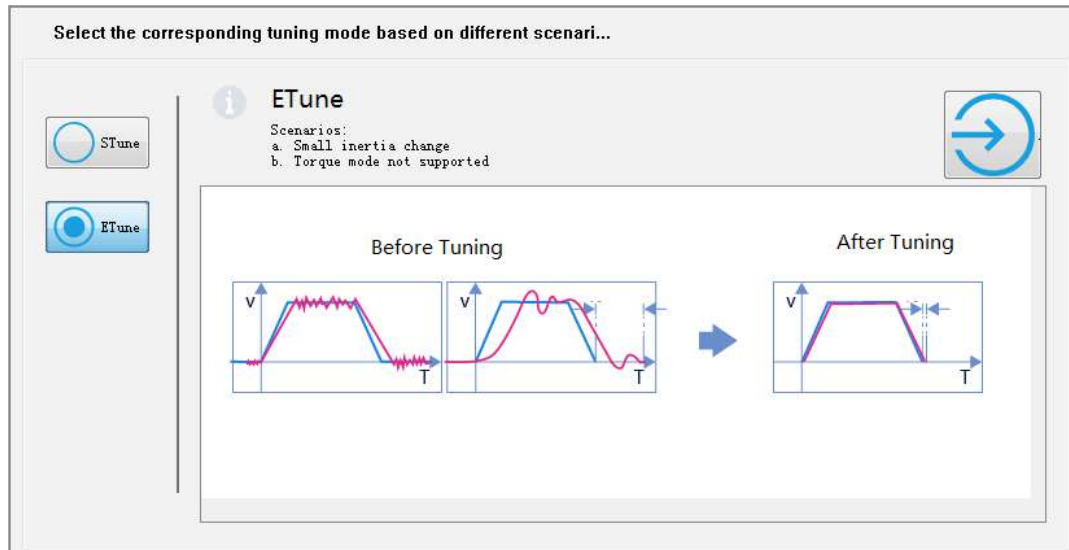 Select the corresponding tuning mode based on different scenari...
STune
ETune
ETune
Scenarios:
a. Small inertia change
b. Torque mode not supported
Before Tuning
After Tuning
V
T
V
T
V
T